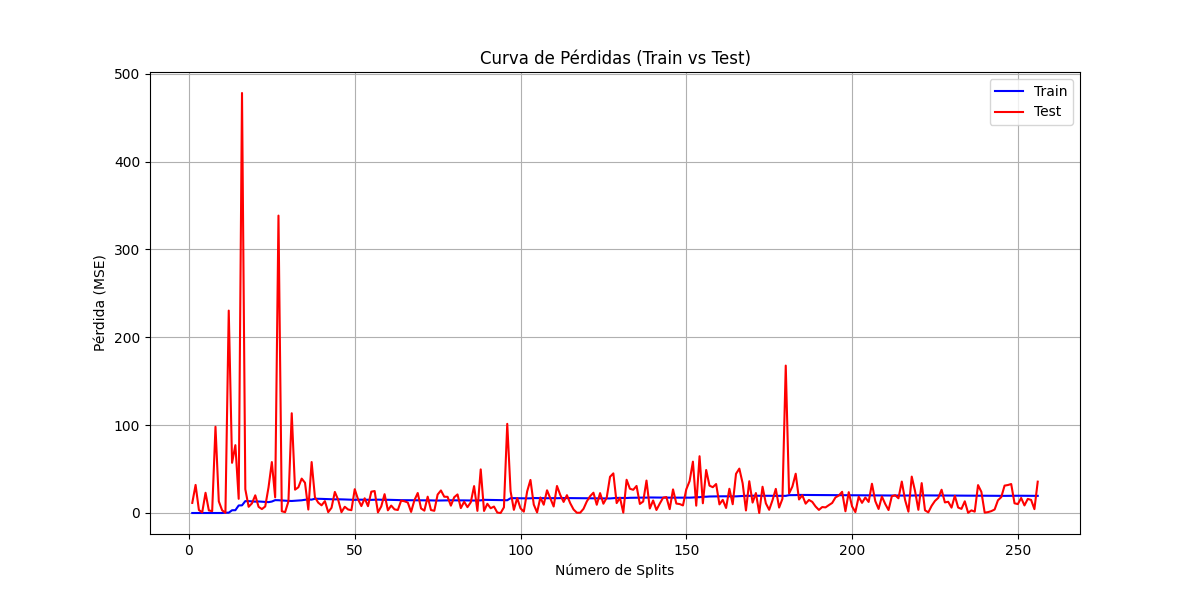 Curva de Pérdidas (Train vs Test)
Train
Test
500
400
300
200
100
0
Pérdida (MSE)
0 50 100 150 200 250
Número de Splits